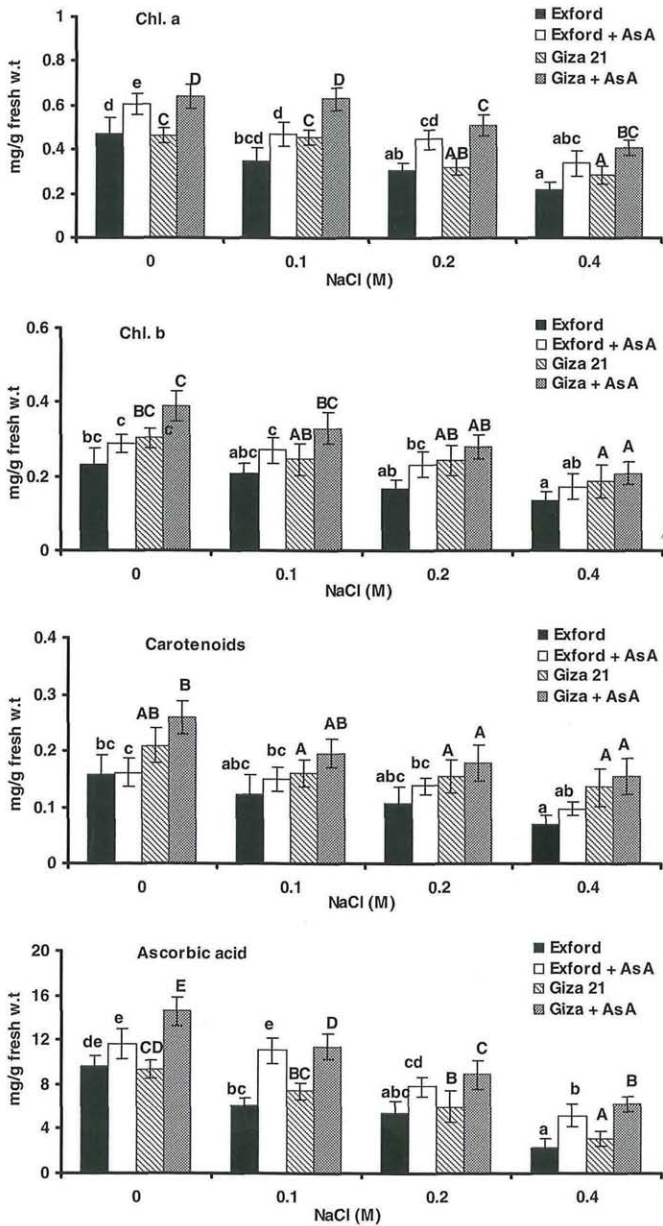 Chl. a
Exford
Exford + AsA
Giza 21
Giza + AsA
mg/g fresh w.t
1
0.8
0.6
0.4
0.2
0
d e C D
bcd d C D
ab cd AB C
a abc A BC
0 0.1 0.2 0.4
NaCl (M)
Chl. b
Exford
Exford + AsA
Giza 21
Giza + AsA
mg/g fresh w.t
0.6
0.4
0.2
0
bc c BC c C
abc c AB BC
ab bc AB AB
a ab A A
0 0.1 0.2 0.4
NaCl (M)
Carotenoids
Exford
Exford + AsA
Giza 21
Giza + AsA
mg/g fresh w.t
0.4
0.3
0.2
0.1
0
bc c AB B
abc bc A AB
abc bc A A
a ab A A
0 0.1 0.2 0.4
NaCl (M)
Ascorbic acid
Exford
Exford + AsA
Giza 21
Giza + AsA
mg/g fresh w.t
20
16
12
8
4
0
de e CD E
bc e BC D
abc cd B C
a b A B
0 0.1 0.2 0.4
NaCl (M)